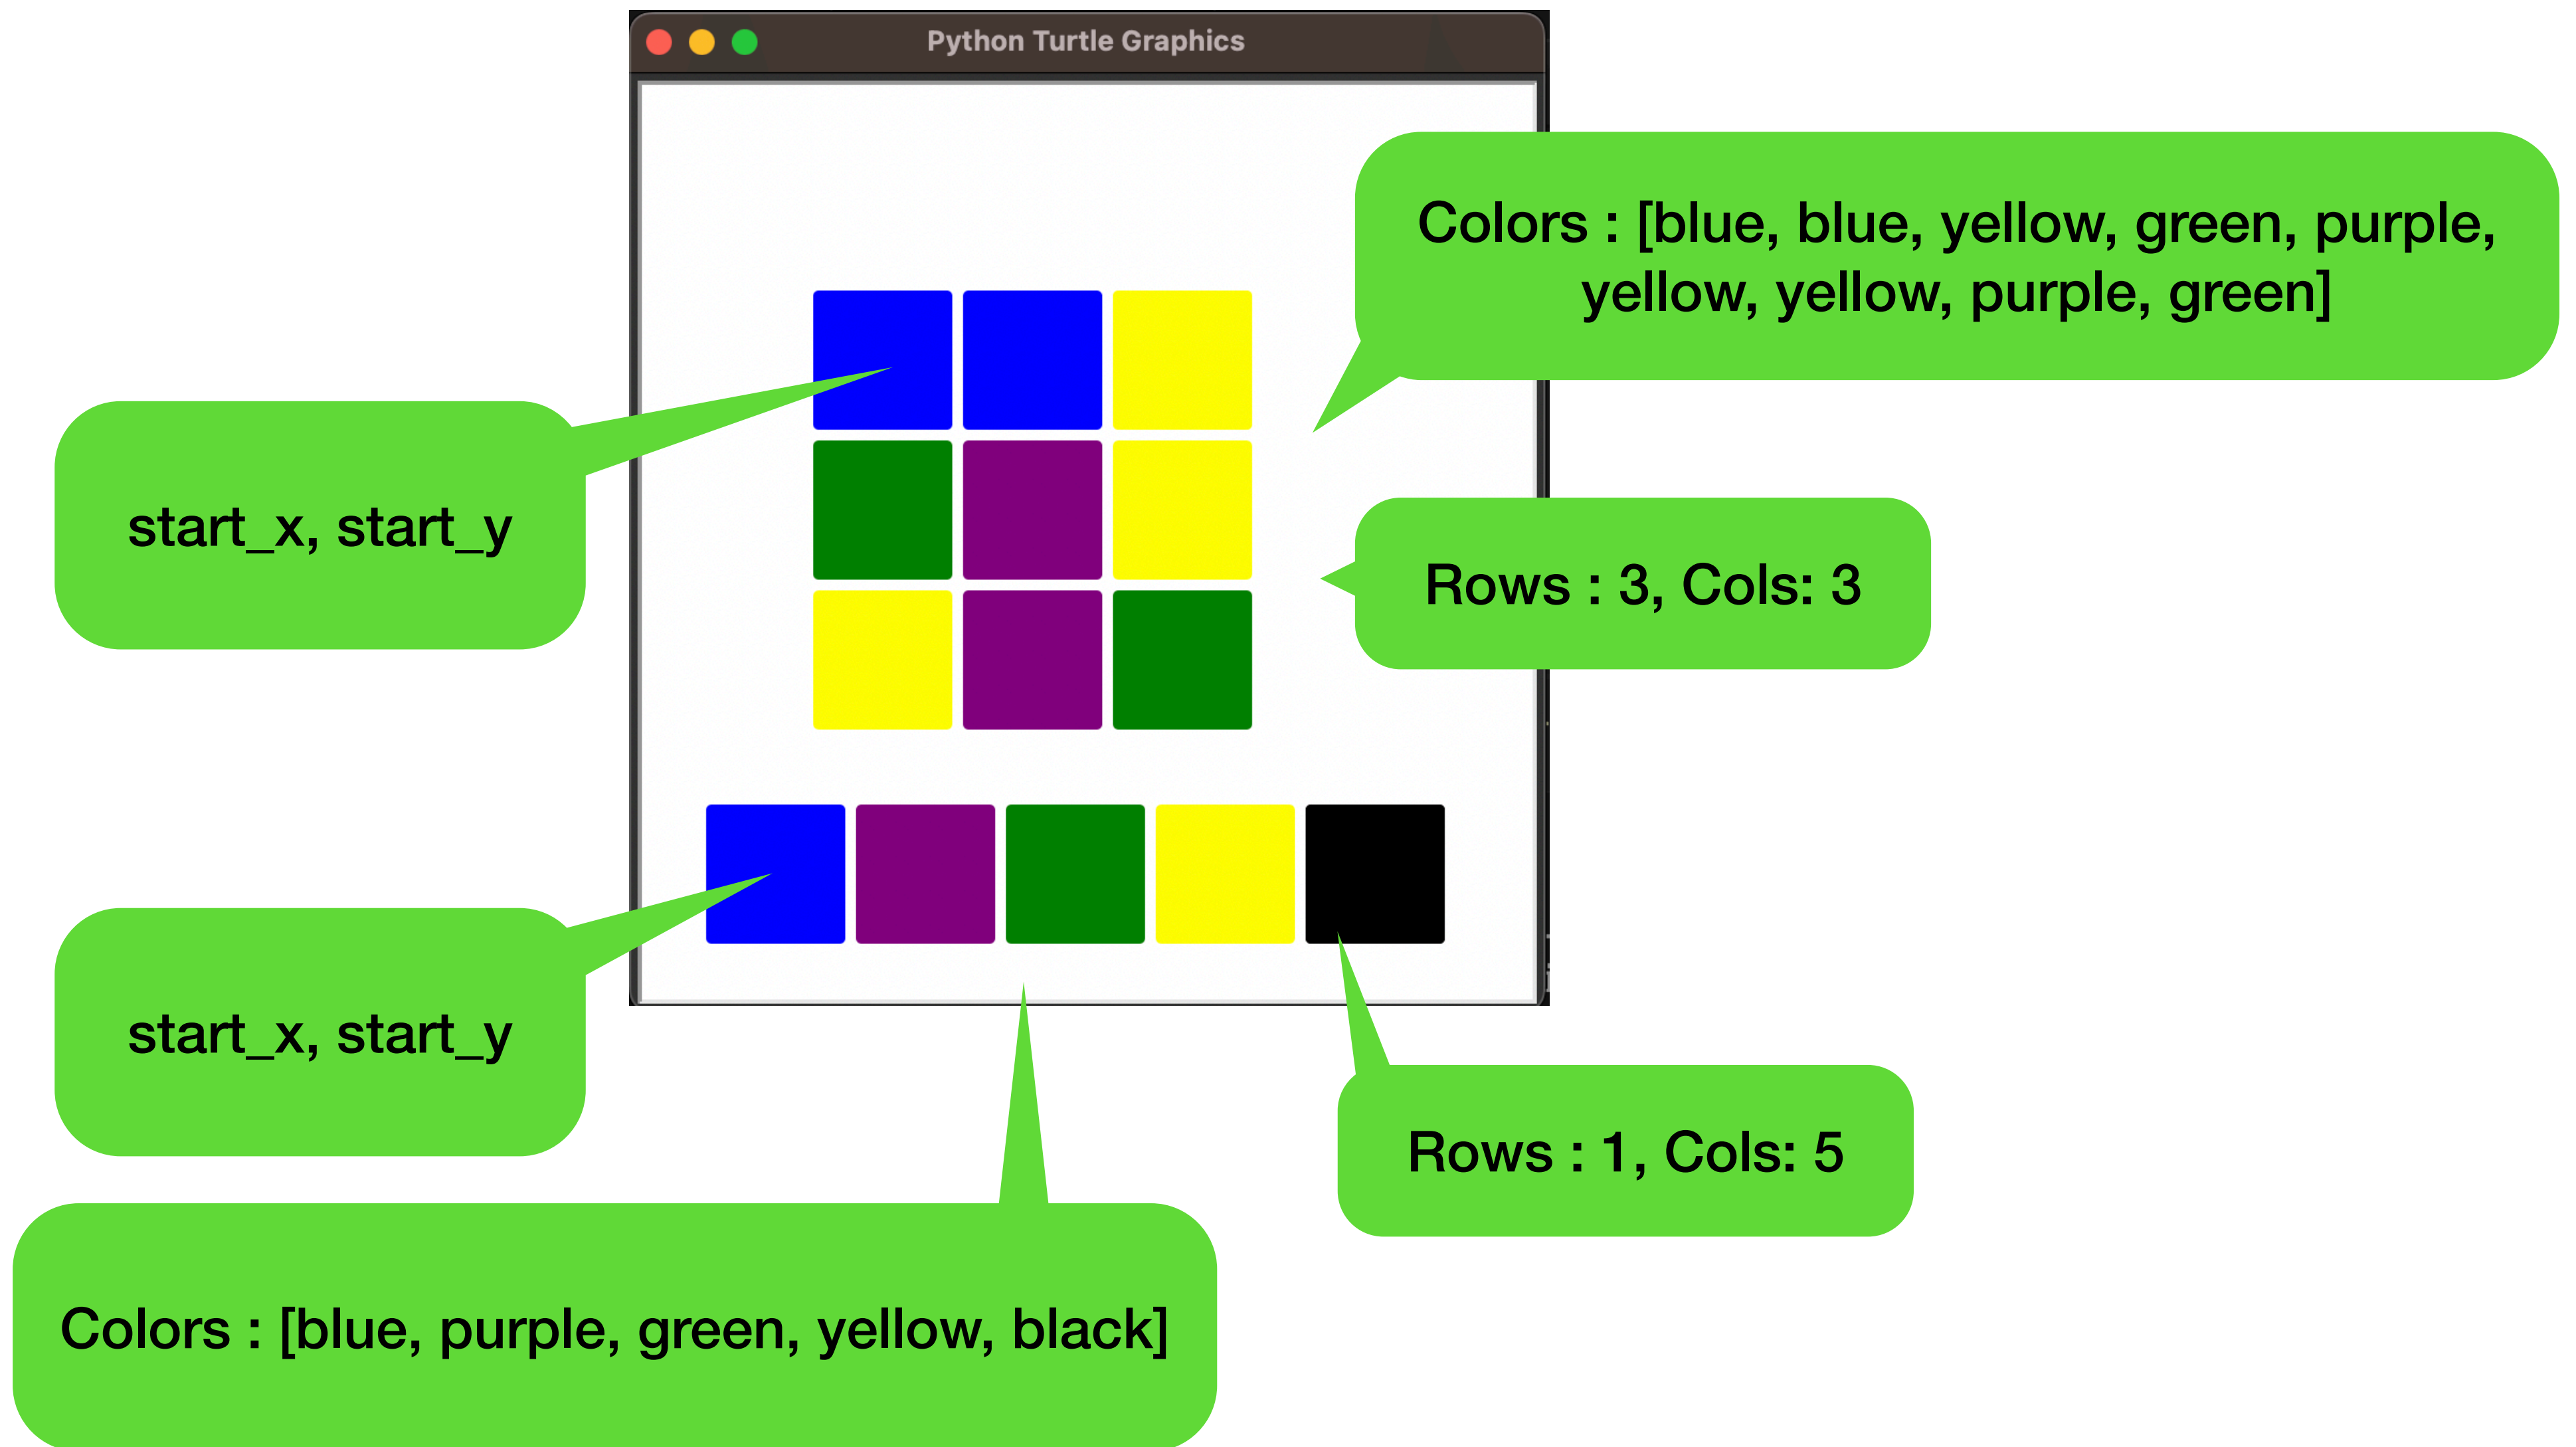 Python Turtle Graphics
Colors : [blue, blue, yellow, green, purple,
yellow, yellow, purple, green]
start_x, start_y
Rows : 3, Cols: 3
start_x, start_y
Rows : 1, Cols: 5
Colors : [blue, purple, green, yellow, black]